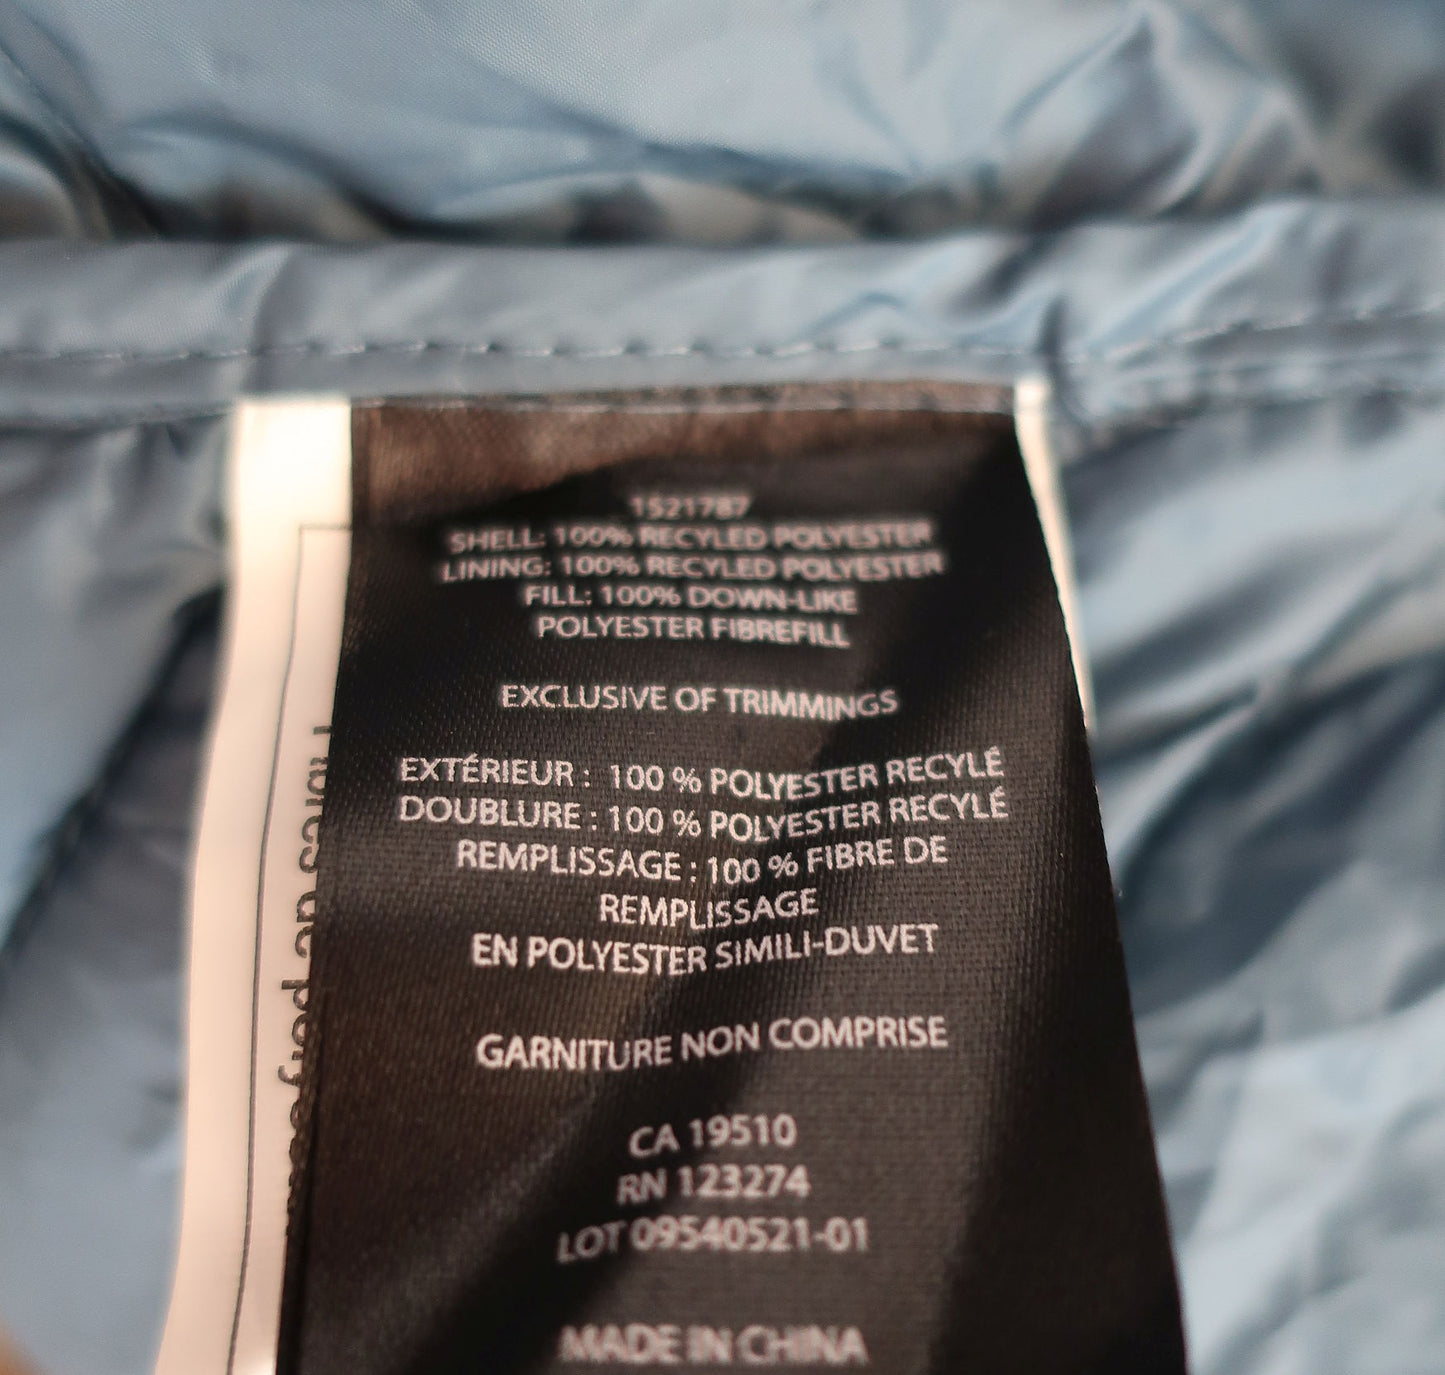 1521787
SHELL: 100% RECYLED POLYESTER
LINING: 100% RECYLED POLYESTER
FILL: 100% DOWN-LIKE
POLYESTER FIBREFILL
EXCLUSIVE OF TRIMMINGS
EXTÉRIEUR : 100 % POLYESTER RECYLÉ
DOUBLURE : 100 % POLYESTER RECYLÉ
REMPLISSAGE : 100 % FIBRE DE
REMPLISSAGE
EN POLYESTER SIMILI-DUVET
GARNITURE NON COMPRISE
CA 19510
RN 123274
LOT 09540521-01
MADE IN CHINA